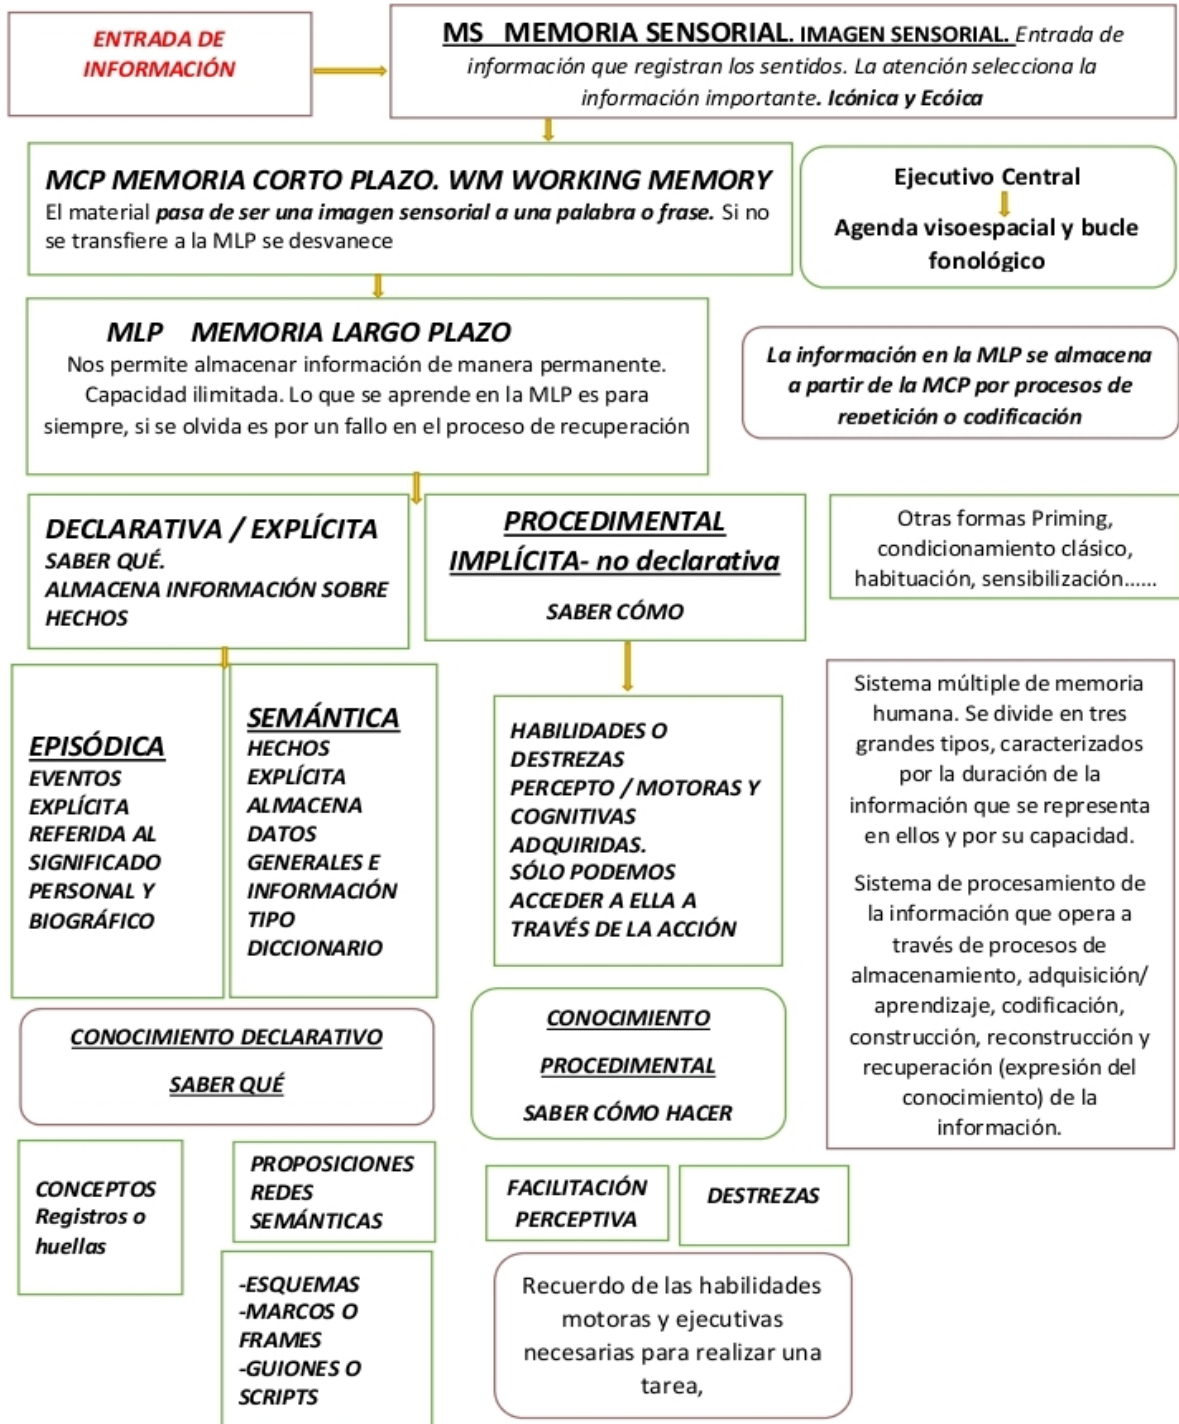 ENTRADA DE
INFORMACIÓN
MS MEMORIA SENSORIAL. IMAGEN SENSORIAL. Entrada de
información que registran los sentidos. La atención selecciona la
información importante. Icónica y Ecóica
MCP MEMORIA CORTO PLAZO. WM WORKING MEMORY
El material pasa de ser una imagen sensorial a una palabra o frase. Si no
se transfiere a la MLP se desvanece
Ejecutivo Central
Agenda visoespacial y bucle
fonológico
MLP MEMORIA LARGO PLAZO
Nos permite almacenar información de manera permanente.
Capacidad ilimitada. Lo que se aprende en la MLP es para
siempre, si se olvida es por un fallo en el proceso de recuperación
La información en la MLP se almacena
a partir de la MCP por procesos de
repetición o codificación
DECLARATIVA / EXPLÍCITA
SABER QUÉ.
ALMACENA INFORMACIÓN SOBRE
HECHOS
PROCEDIMENTAL
IMPLÍCITA- no declarativa
SABER CÓMO
Otras formas Priming,
condicionamiento clásico,
habituación, sensibilización......
EPISÓDICA
EVENTOS
EXPLÍCITA
REFERIDA AL
SIGNIFICADO
PERSONAL Y
BIOGRÁFICO
SEMÁNTICA
HECHOS
EXPLÍCITA
ALMACENA
DATOS
GENERALES E
INFORMACIÓN
TIPO
DICCIONARIO
HABILIDADES O
DESTREZAS
PERCEPTO / MOTORAS Y
COGNITIVAS
ADQUIRIDAS.
SÓLO PODEMOS
ACCEDER A ELLA A
TRAVÉS DE LA ACCIÓN
Sistema múltiple de memoria
humana. Se divide en tres
grandes tipos, caracterizados
por la duración de la
información que se representa
en ellos y por su capacidad.
Sistema de procesamiento de
la información que opera a
través de procesos de
almacenamiento, adquisición/
aprendizaje, codificación,
construcción, reconstrucción y
recuperación (expresión del
conocimiento) de la
información.
CONOCIMIENTO DECLARATIVO
SABER QUÉ
CONOCIMIENTO
PROCEDIMENTAL
SABER CÓMO HACER
CONCEPTOS
Registros o
huellas
PROPOSICIONES
REDES
SEMÁNTICAS
FACILITACIÓN
PERCEPTIVA
DESTREZAS
-ESQUEMAS
-MARCOS O
FRAMES
-GUIONES O
SCRIPTS
Recuerdo de las habilidades
motoras y ejecutivas
necesarias para realizar una
tarea,